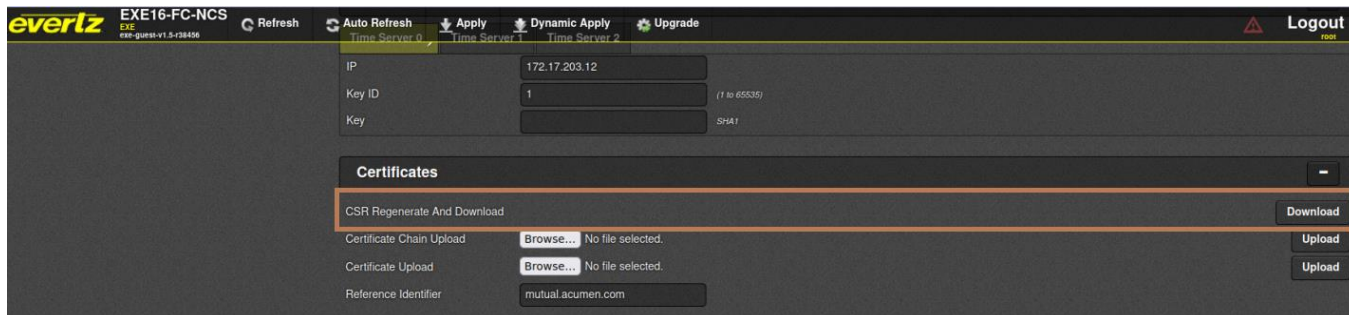 evertz EXE16-FC-NCS Refresh Auto Refresh Apply Dynamic Apply Upgrade Logout
EXE
exe-guest-v1.5-r38456
root
Time Server 0 Time Server 1 Time Server 2
IP 172.17.203.12
Key ID 1 (1 to 65535)
Key SHA1
Certificates -
CSR Regenerate And Download Download
Certificate Chain Upload Browse... No file selected. Upload
Certificate Upload Browse... No file selected. Upload
Reference Identifier mutual.acumen.com